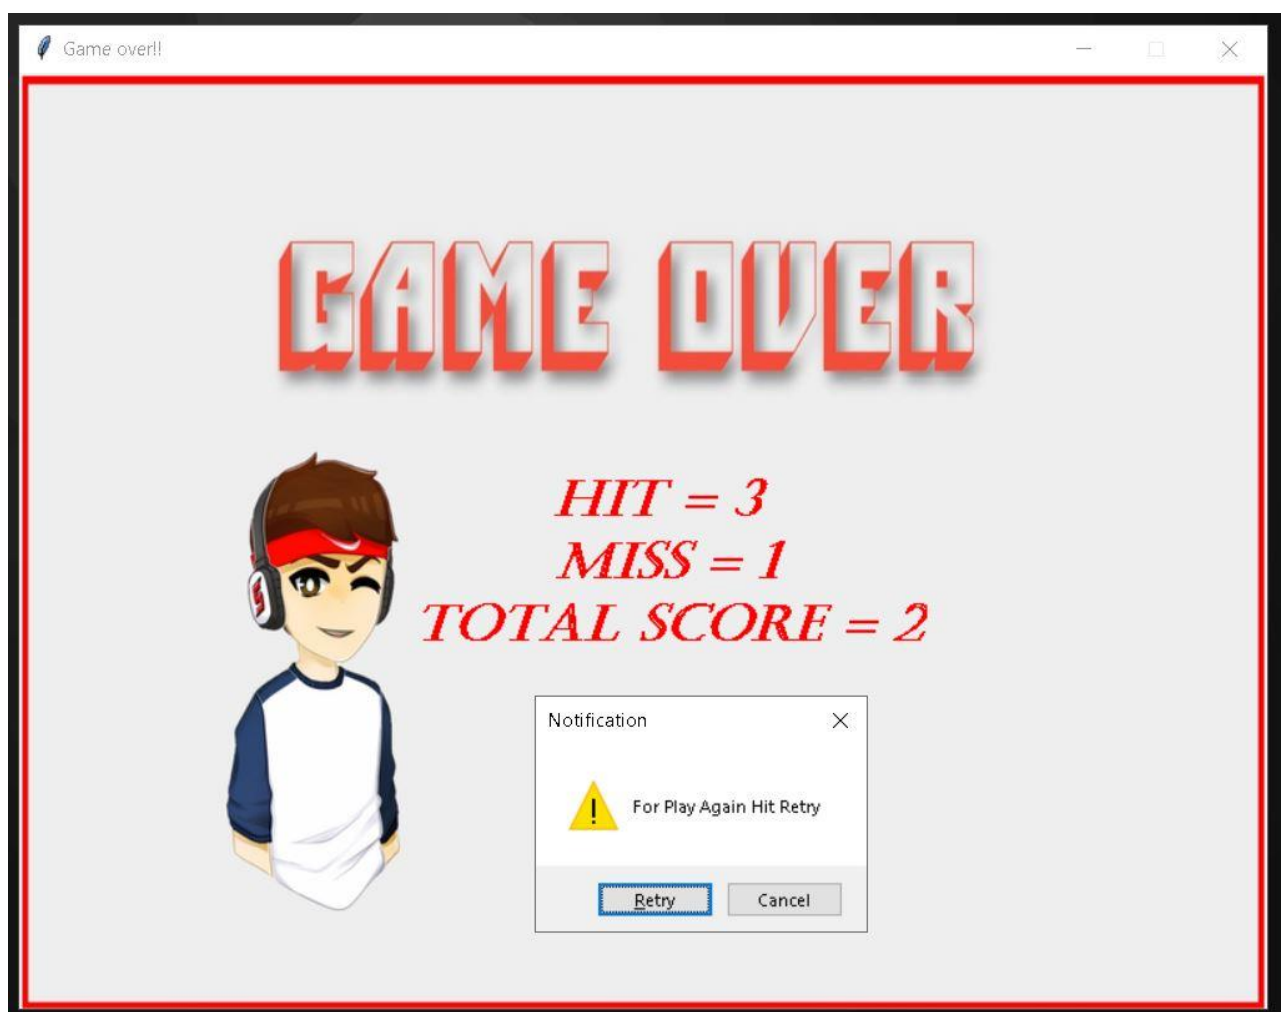 Game over!!
GAME OVER
HIT = 3
MISS = 1
TOTAL SCORE = 2
Notification
For Play Again Hit Retry
Retry
Cancel